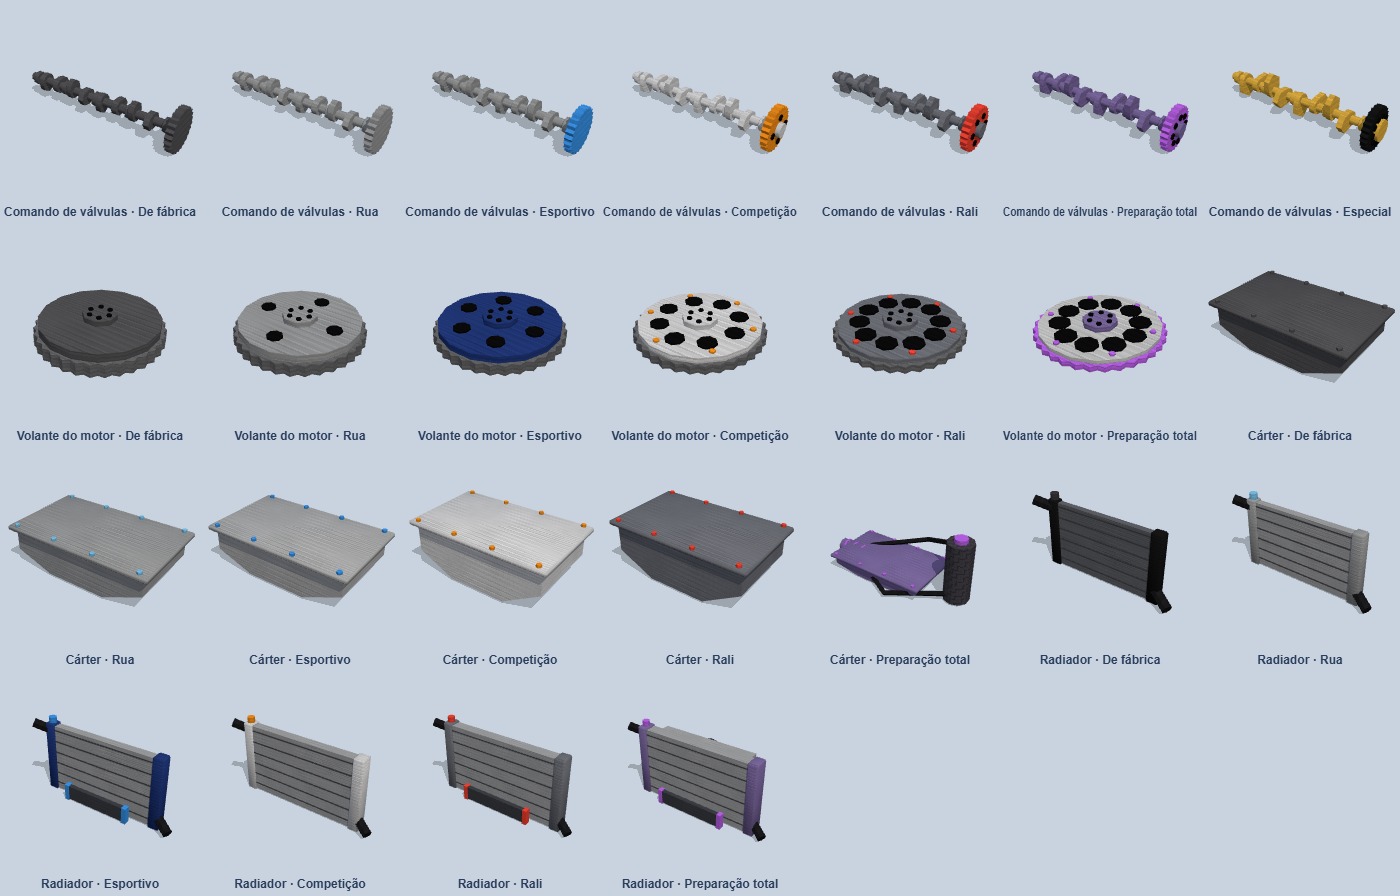 Comando de válvulas · De fábrica
Comando de válvulas · Rua
Comando de válvulas · Esportivo
Comando de válvulas · Competição
Comando de válvulas · Rali
Comando de válvulas · Preparação total
Comando de válvulas · Especial
Volante do motor · De fábrica
Volante do motor · Rua
Volante do motor · Esportivo
Volante do motor · Competição
Volante do motor · Rali
Volante do motor · Preparação total
Cárter · De fábrica
Cárter · Rua
Cárter · Esportivo
Cárter · Competição
Cárter · Rali
Cárter · Preparação total
Radiador · De fábrica
Radiador · Rua
Radiador · Esportivo
Radiador · Competição
Radiador · Rali
Radiador · Preparação total